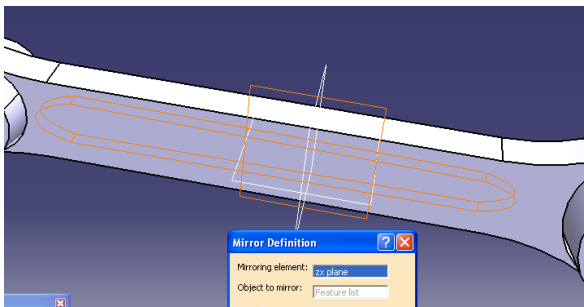 Mirror Definition
Mirroring element: zx plane
Object to mirror: Feature list